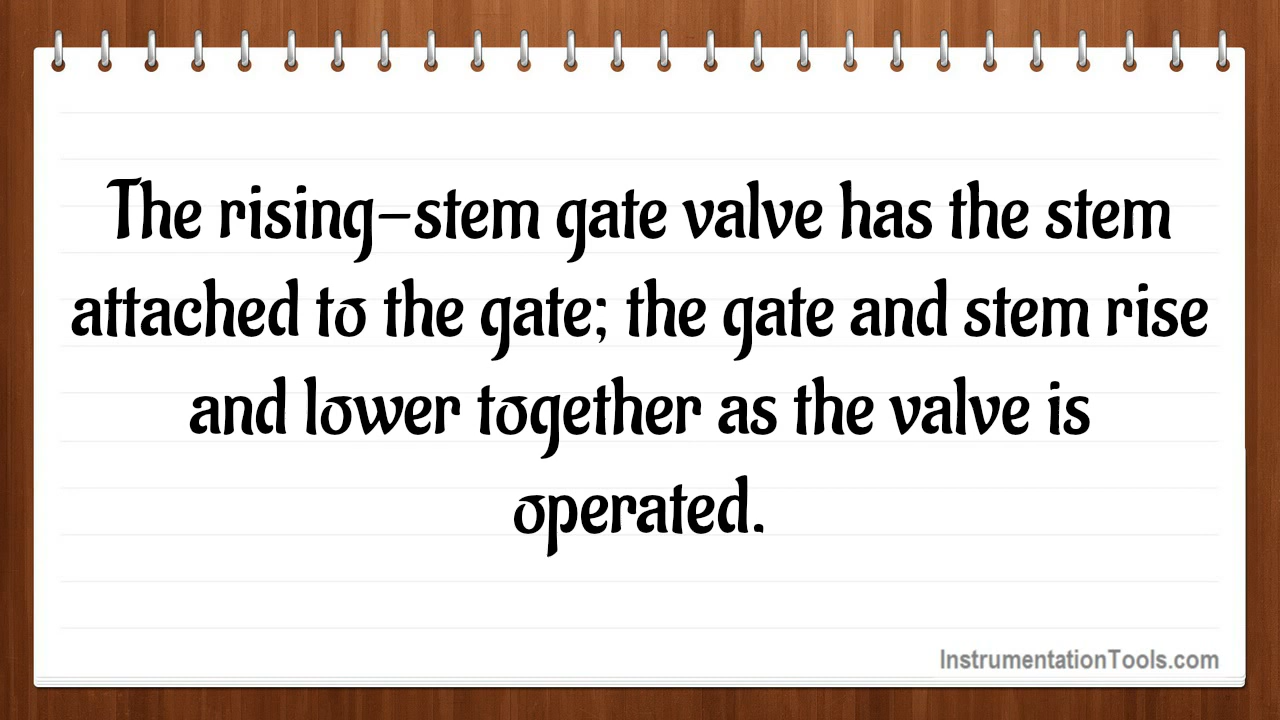 The rising-stem gate valve has the stem
attached to the gate; the gate and stem rise
and lower together as the valve is
operated.
InstrumentationTools.com